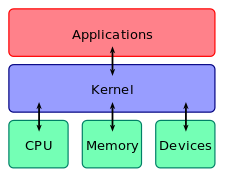 Applications
Kernel
CPU
Memory
Devices